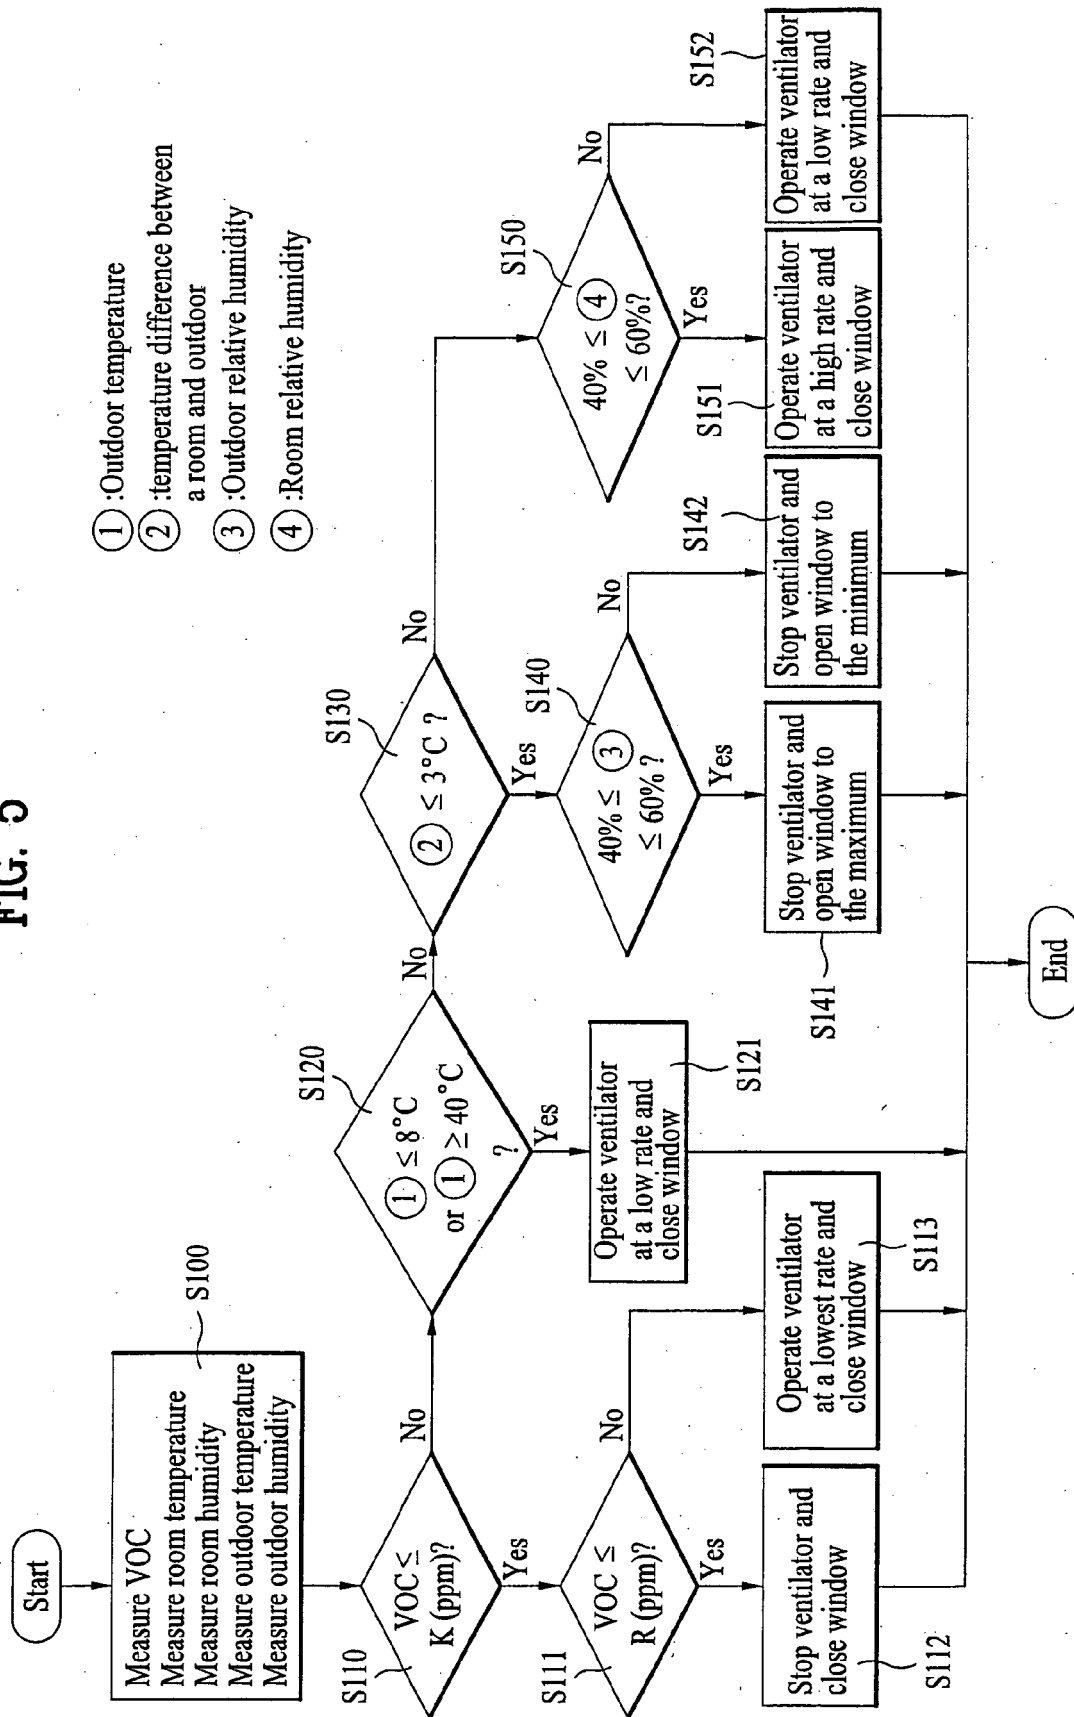 FIG. 5
1 :Outdoor temperature
2 :temperature difference between
a room and outdoor
3 :Outdoor relative humidity
4 :Room relative humidity
Start
Measure VOC
Measure room temperature
Measure room humidity
Measure outdoor temperature
Measure outdoor humidity
S100
S110
VOC ≤
K (ppm)?
No
Yes
S111
VOC ≤
R (ppm)?
No
Yes
Stop ventilator and
close window
S112
Operate ventilator
at a lowest rate and
close window
S113
S120
1 ≤ 8°C
or 1 ≥ 40°C
?
No
Yes
Operate ventilator
at a low rate and
close window
S121
S130
2 ≤ 3°C ?
No
Yes
S140
40% ≤ 3
≤ 60% ?
No
Yes
Stop ventilator and
open window to
the maximum
S141
Stop ventilator and
open window to
the minimum
S142
S150
40% ≤ 4
≤ 60%?
No
Yes
S151
Operate ventilator
at a high rate and
close window
S152
Operate ventilator
at a low rate and
close window
End